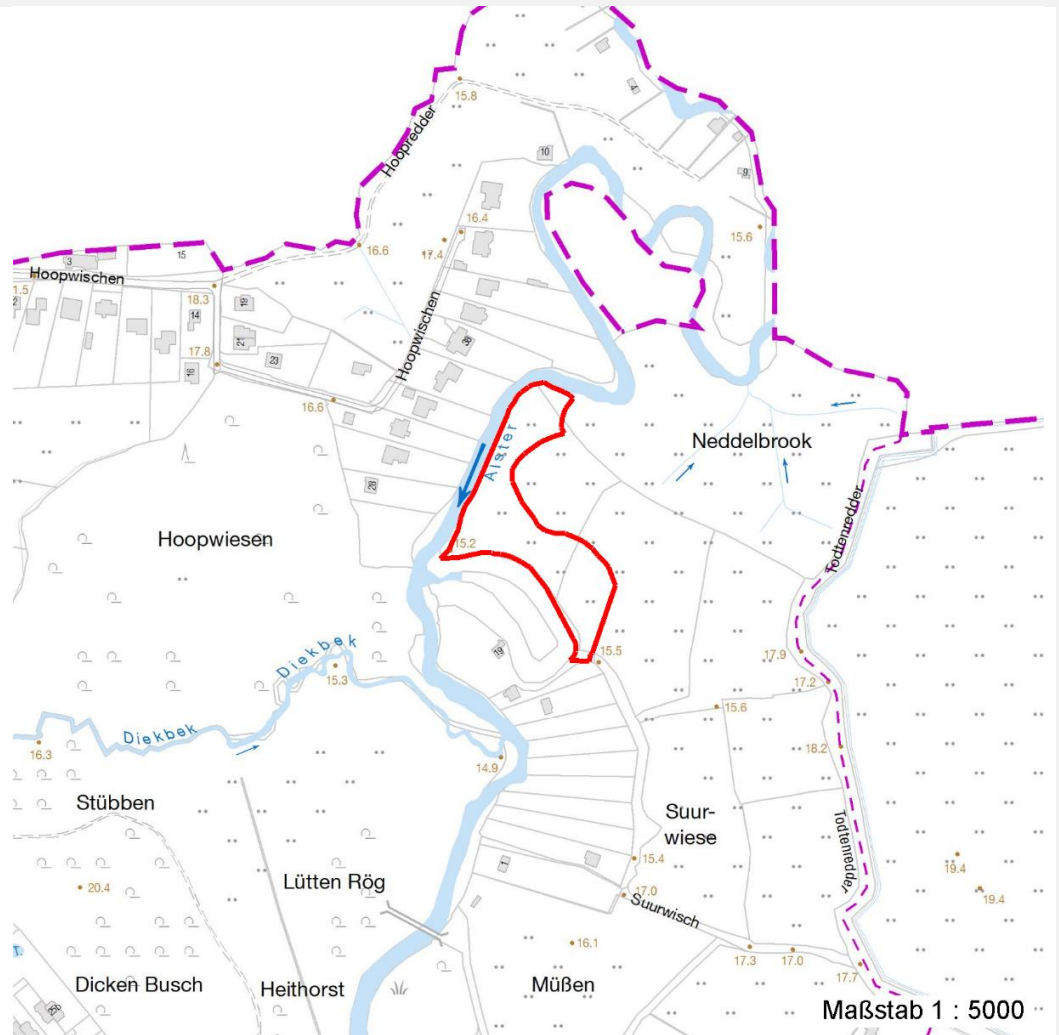 15.8
Hoopredder
4
10
9
16.4
15.6
17.4
15
16.6
3
Hoopwischen
1.5
18.3
19
14
21
Hoopwischen
38
17.8
23
16
16.6
Neddelbrook
Alster
28
Hoopwiesen
15.2
Todtenredder
Diekbek
19
15.5
17.9
15.3
17.2
15.6
Diekbek
16.3
18.2
14.9
Stübben
Suur-
wiese
Todtenredder
15.4
19.4
1
20.4
Lütten Rög
17.0
19.4
Suurwisch
16.1
17.3
17.0
17.7
Dicken Busch
Heithorst
Müßen
25b
Maßstab 1 : 5000